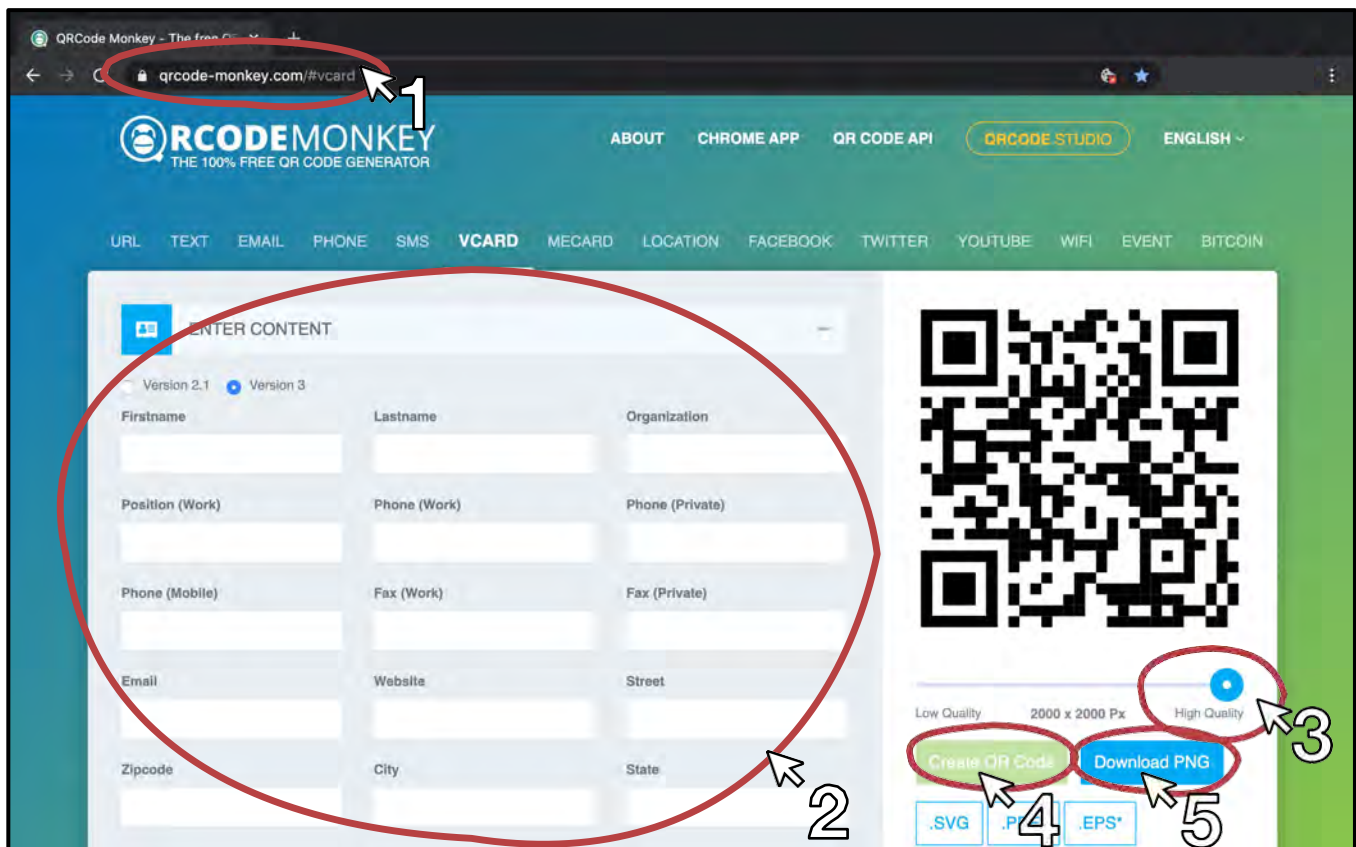 QRCode Monkey - The free
qrcode-monkey.com/#vcard
1
RCODEMONKEY
THE 100% FREE QR CODE GENERATOR
ABOUT CHROME APP QR CODE API QRCODE STUDIO ENGLISH
URL TEXT EMAIL PHONE SMS VCARD MECARD LOCATION FACEBOOK TWITTER YOUTUBE WIFI EVENT BITCOIN
ENTER CONTENT
Version 2.1 Version 3
Firstname Lastname Organization
Position (Work) Phone (Work) Phone (Private)
Phone (Mobile) Fax (Work) Fax (Private)
Email Website Street
Zipcode City State
2
Low Quality 2000 x 2000 Px High Quality
3
Create QR Code Download PNG
4 5
.SVG .EPS*